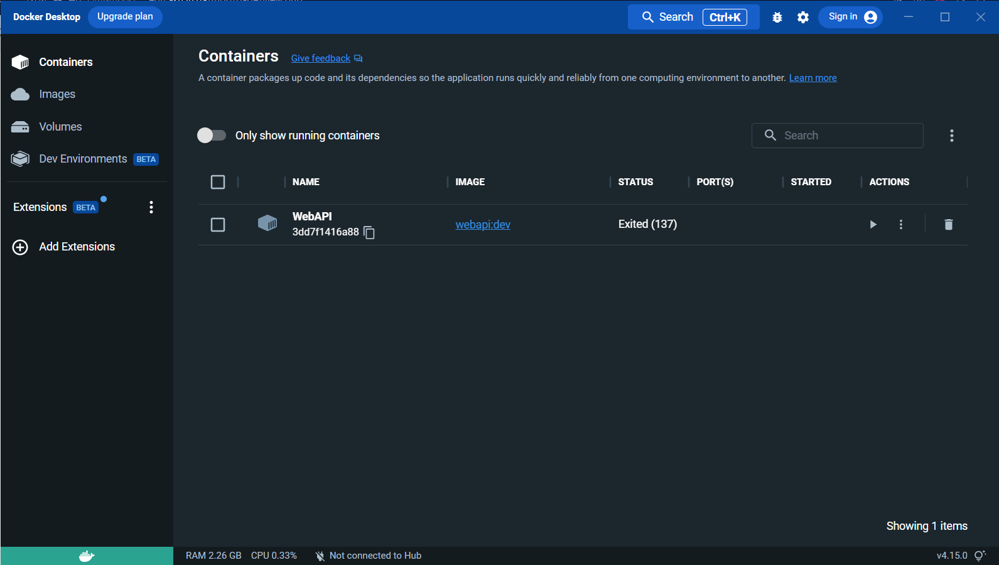 Docker Desktop Upgrade plan Search Ctrl+K Sign in
Containers
Images
Volumes
Dev Environments BETA
Extensions BETA
Add Extensions
Containers Give feedback
A container packages up code and its dependencies so the application runs quickly and reliably from one computing environment to another. Learn more
Only show running containers Search
NAME IMAGE STATUS PORT(S) STARTED ACTIONS
WebAPI
3dd7f1416a88 webapi:dev Exited (137)
Showing 1 items
RAM 2.26 GB CPU 0.33% Not connected to Hub v4.15.0